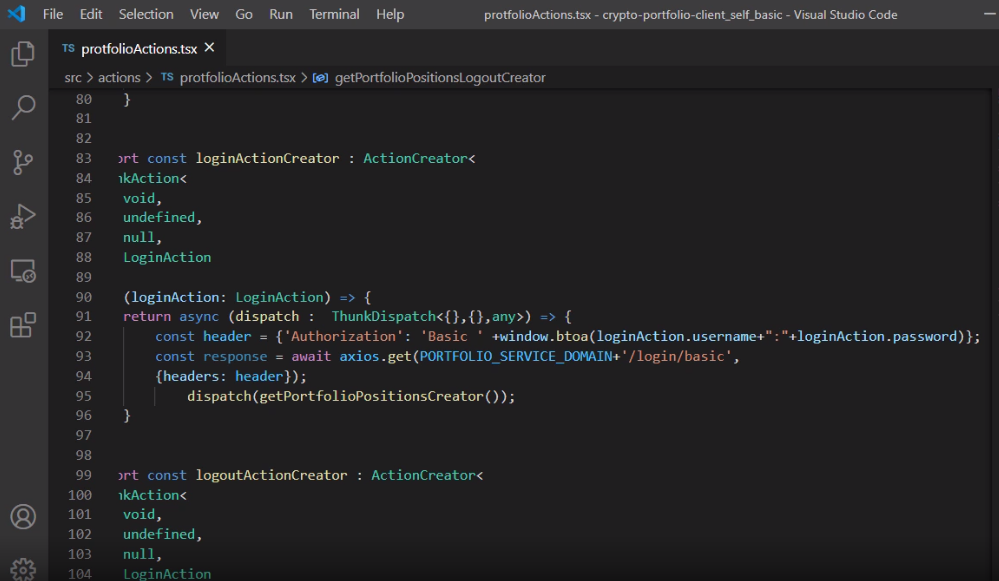 File Edit Selection View Go Run Terminal Help protfolioActions.tsx - crypto-portfolio-client_self_basic - Visual Studio Code
TS protfolioActions.tsx ×
src > actions > TS protfolioActions.tsx > getPortfolioPositionsLogoutCreator
80 }
81
82
83 ort const loginActionCreator : ActionCreator<
84 nkAction<
85 void,
86 undefined,
87 null,
88 LoginAction
89
90 (loginAction: LoginAction) => {
91 return async (dispatch :  ThunkDispatch<{},{},any>) => {
92 const header = {'Authorization': 'Basic ' +window.btoa(loginAction.username+":"+loginAction.password)};
93 const response = await axios.get(PORTFOLIO_SERVICE_DOMAIN+'/login/basic',
94 {headers: header});
95 dispatch(getPortfolioPositionsCreator());
96 }
97
98
99 ort const logoutActionCreator : ActionCreator<
100 nkAction<
101 void,
102 undefined,
103 null,
104 LoginAction